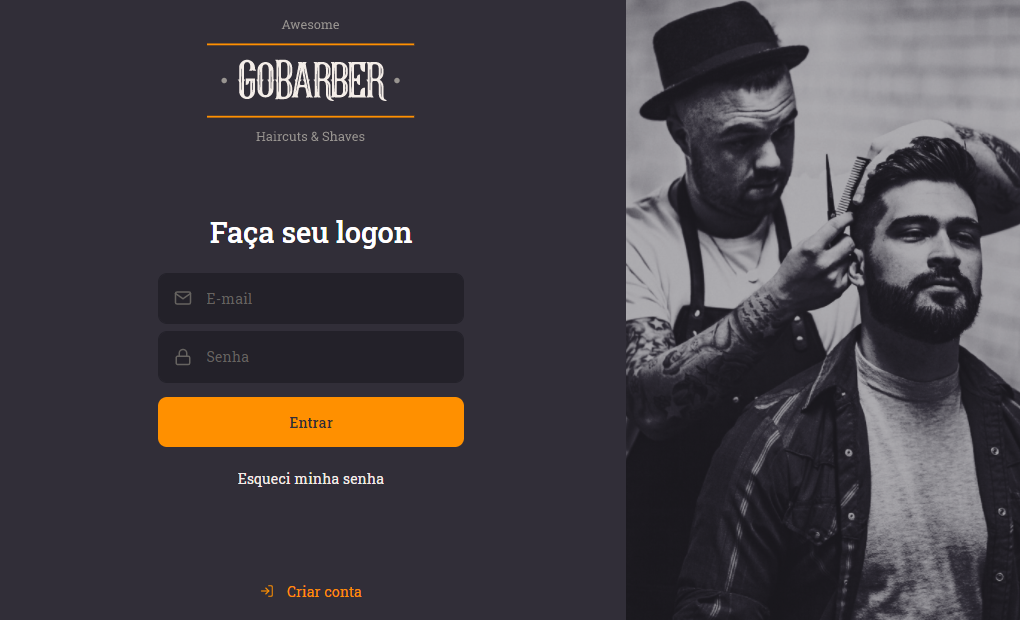 Awesome
• GOBARBER •
Haircuts & Shaves
Faça seu logon
E-mail
Senha
Entrar
Esqueci minha senha
Criar conta